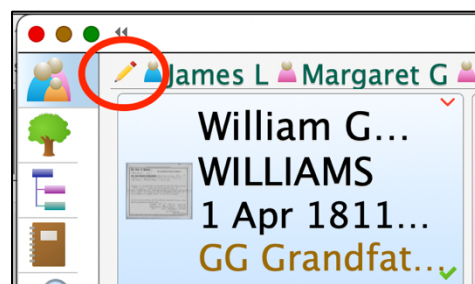 James L Margaret G
William G...
WILLIAMS
1 Apr 1811...
GG Grandfat...